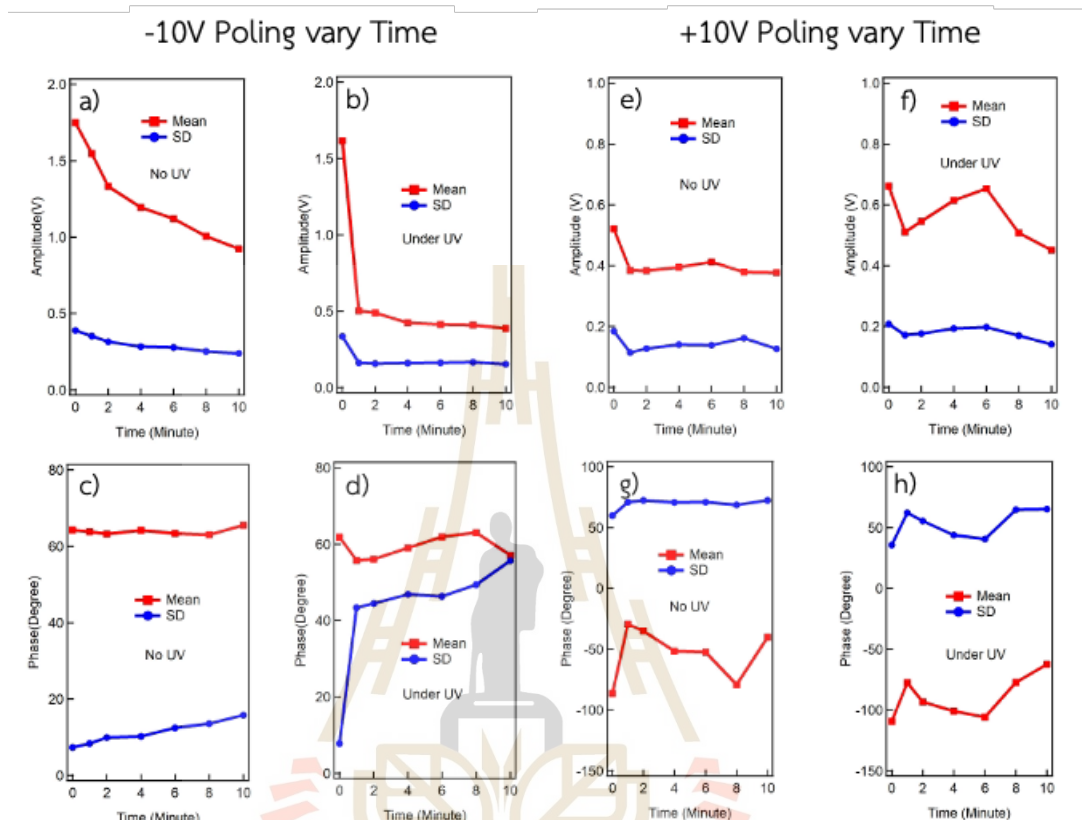 -10V Poling vary Time
+10V Poling vary Time
a)
2.0
1.5
1.0
0.5
0.0
Amplitude(V)
Mean
SD
No UV
0 2 4 6 8 10
Time (Minute)
b)
2.0
1.5
1.0
0.5
0.0
Amplitude(V)
Mean
SD
Under UV
0 2 4 6 8 10
Time (Minute)
e)
1.0
0.8
0.6
0.4
0.2
0.0
Amplitude (V)
Mean
SD
No UV
0 2 4 6 8 10
Time (Minute)
f)
1.0
0.8
0.6
0.4
0.2
0.0
Amplitude (V)
Mean
SD
Under UV
0 2 4 6 8 10
Time (Minute)
c)
80
60
40
20
0
Phase(Degree)
Mean
SD
No UV
0 2 4 6 8 10
Time (Minute)
d)
80
60
40
20
0
Phase(Degree)
Mean
SD
Under UV
0 2 4 6 8 10
Time (Minute)
g)
100
50
0
-50
-100
-150
Phase (Degree)
Mean
SD
No UV
0 2 4 6 8 10
Time (Minute)
h)
100
50
0
-50
-100
-150
Phase (Degree)
Mean
SD
Under UV
0 2 4 6 8 10
Time (Minute)